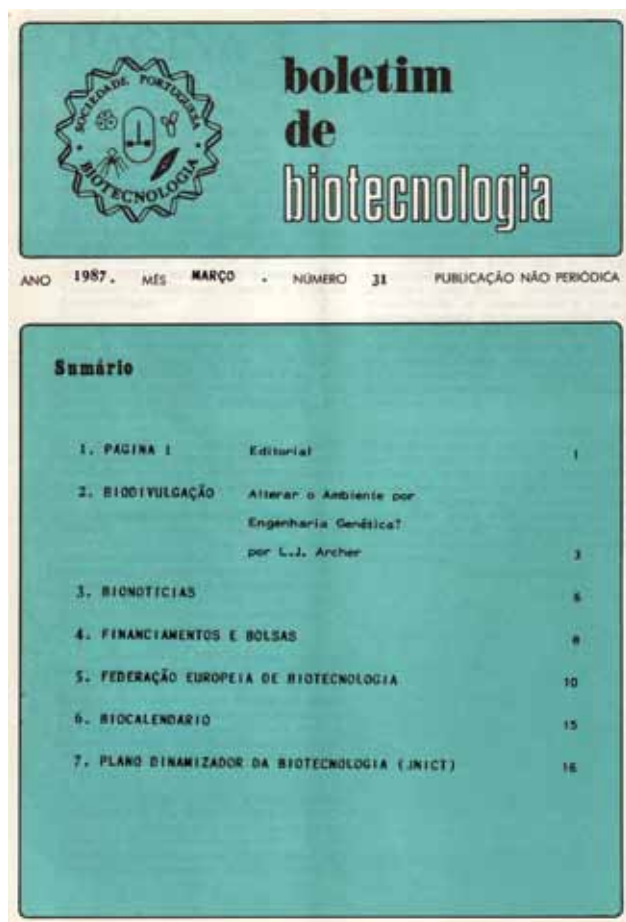 SOCIEDADE PORTUGUESA
BIOTECNOLOGIA
boletim
de
biotecnologia
ANO 1987. MÊS MARÇO . NÚMERO 31 PUBLICAÇÃO NÃO PERIÓDICA
Sumário
1. PAGINA 1 Editorial 1
2. BIODIVULGAÇÃO Alterar o Ambiente por
Engenharia Genética?
por L.J. Archer 3
3. BIONOTICIAS
4. FINANCIAMENTOS E BOLSAS 8
5. FEDERAÇÃO EUROPEIA DE BIOTECNOLOGIA 10
6. BIOCALENDARIO 15
7. PLANO DINAMIZADOR DA BIOTECNOLOGIA (JNICT) 16